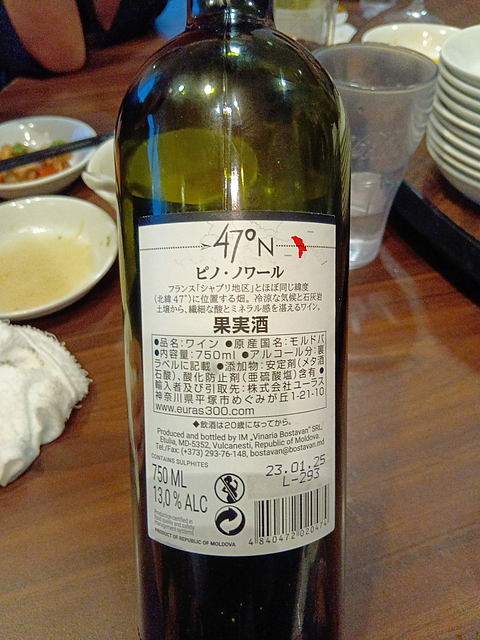 47°N
ピノ・ノワール
フランス「シャブリ地区」とほぼ同じ緯度
(北緯 47°)に位置する畑。冷涼な気候と石灰岩
土壌から、繊細な酸とミネラル感を湛えるワイン。
果実酒
●品名：ワイン ●原産国名：モルドバ
●内容量：750ml ●アルコール分：裏
ラベルに記載 ●添加物：安定剤(メタ酒
石酸)、酸化防止剤(亜硫酸塩)含有 ●
輸入者及び引取先：株式会社ユーラス
神奈川県平塚市めぐみが丘1-21-10
www.euras300.com
◆飲酒は20歳になってから。
Produced and bottled by IM „Vinaria Bostavan" SRL,
Etulia, MD-5352, Vulcanesti, Republic of Moldova.
Tel./Fax: (+373) 293-76-148, bostavan@bostavan.md
CONTAINS SULPHITES
750 ML
13,0 % ALC
23.01.25
L-293
Production certified in
food quality and safety
management systems
PRODUCT OF REPUBLIC OF MOLDOVA